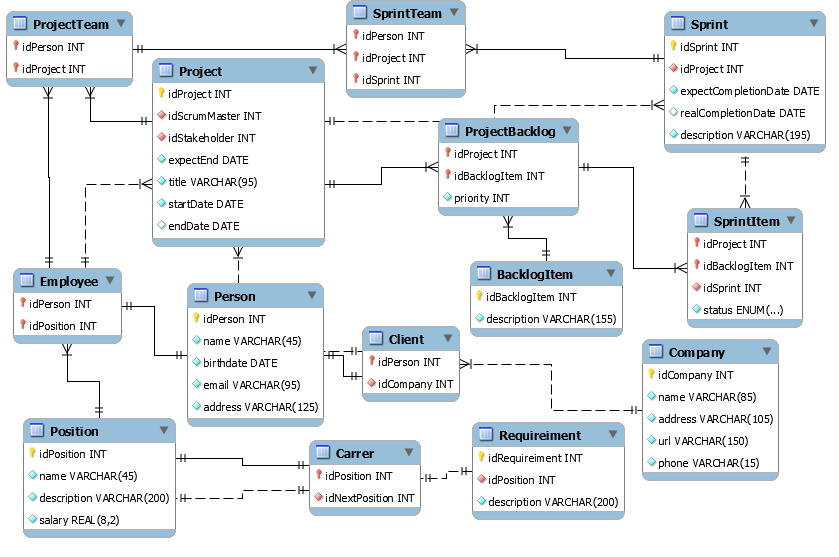 ProjectTeam
idPerson INT
idProject INT
SprintTeam
idPerson INT
idProject INT
idSprint INT
Sprint
idSprint INT
idProject INT
expectCompletionDate DATE
realCompletionDate DATE
description VARCHAR(195)
Project
idProject INT
idScrumMaster INT
idStakeholder INT
expectEnd DATE
title VARCHAR(95)
startDate DATE
endDate DATE
ProjectBacklog
idProject INT
idBacklogItem INT
priority INT
SprintItem
idProject INT
idBacklogItem INT
idSprint INT
status ENUM(...)
Employee
idPerson INT
idPosition INT
Person
idPerson INT
name VARCHAR(45)
birthdate DATE
email VARCHAR(95)
address VARCHAR(125)
BacklogItem
idBacklogItem INT
description VARCHAR(155)
Client
idPerson INT
idCompany INT
Company
idCompany INT
name VARCHAR(85)
address VARCHAR(105)
url VARCHAR(150)
phone VARCHAR(15)
Position
idPosition INT
name VARCHAR(45)
description VARCHAR(200)
salary REAL(8,2)
Carrer
idPosition INT
idNextPosition INT
Requireiment
idRequireiment INT
idPosition INT
description VARCHAR(200)